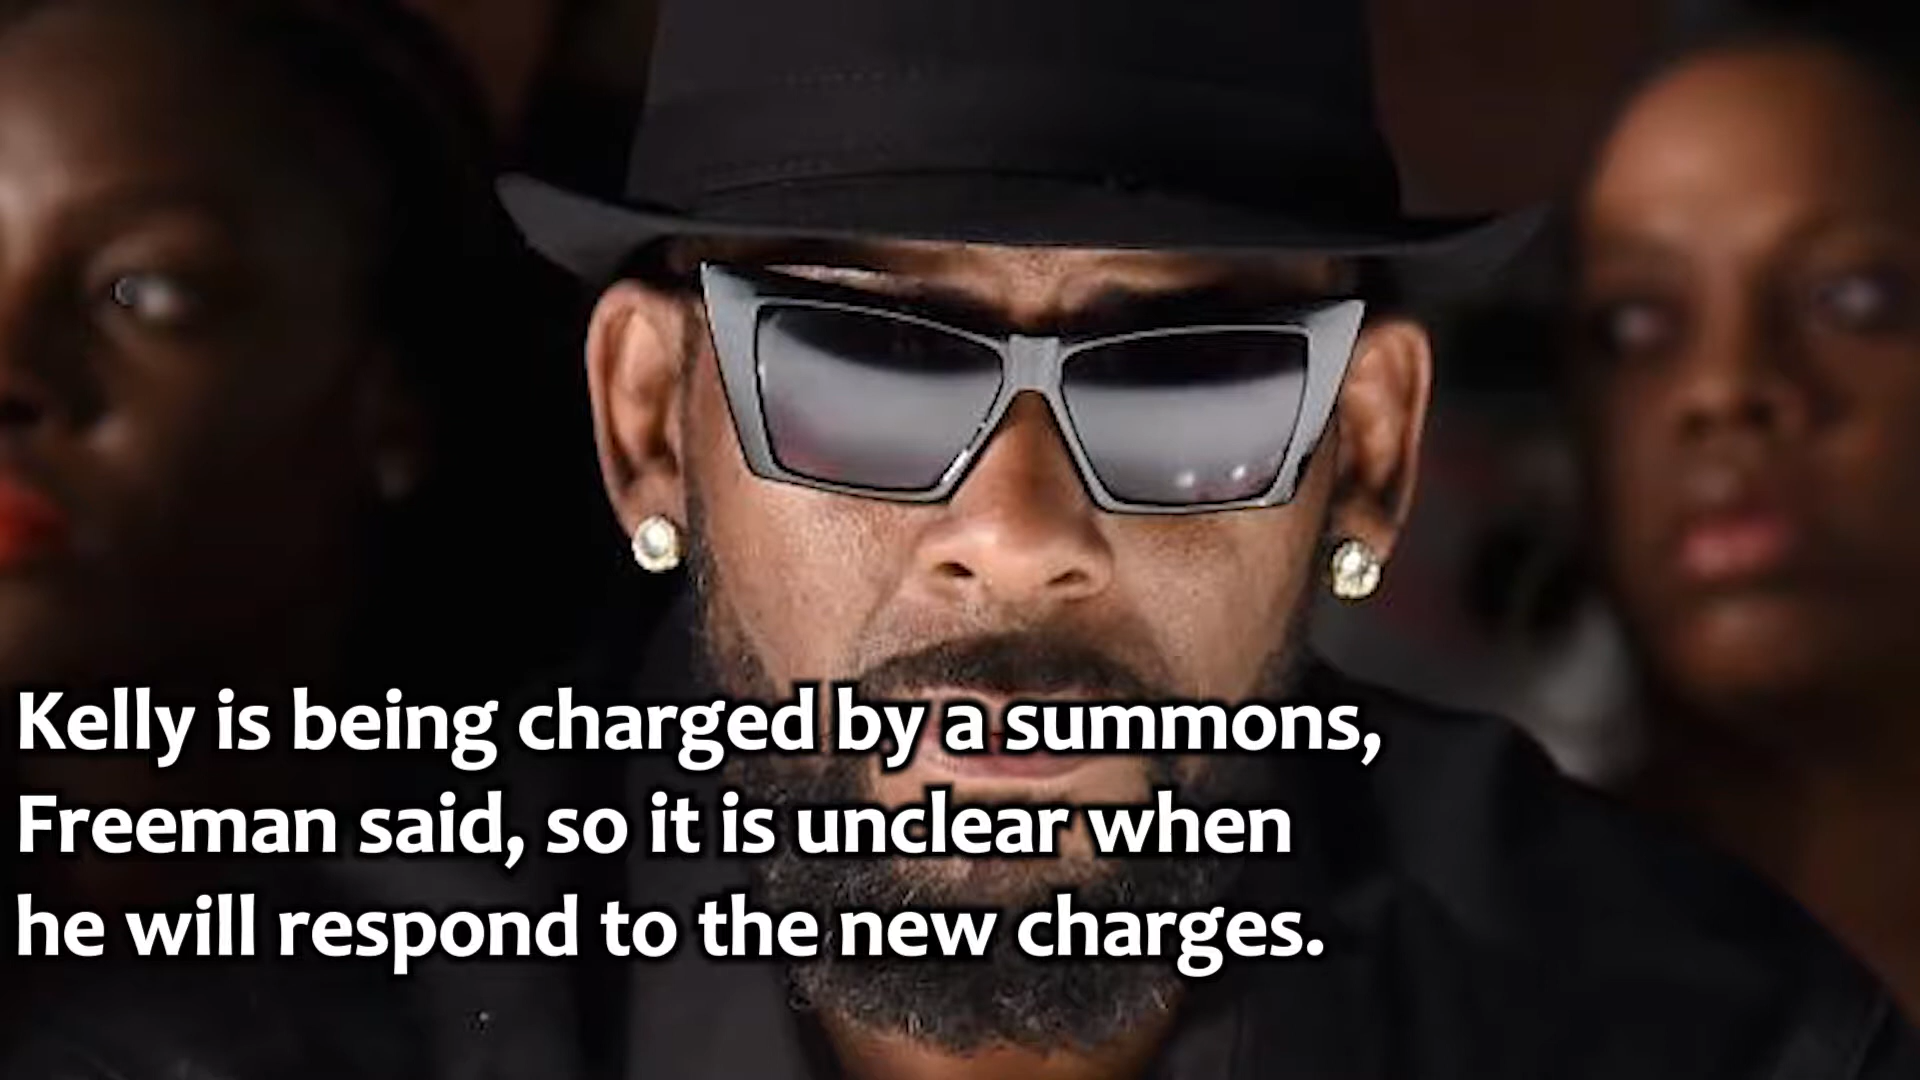 Kelly is being charged by a summons,
Freeman said, so it is unclear when
he will respond to the new charges.